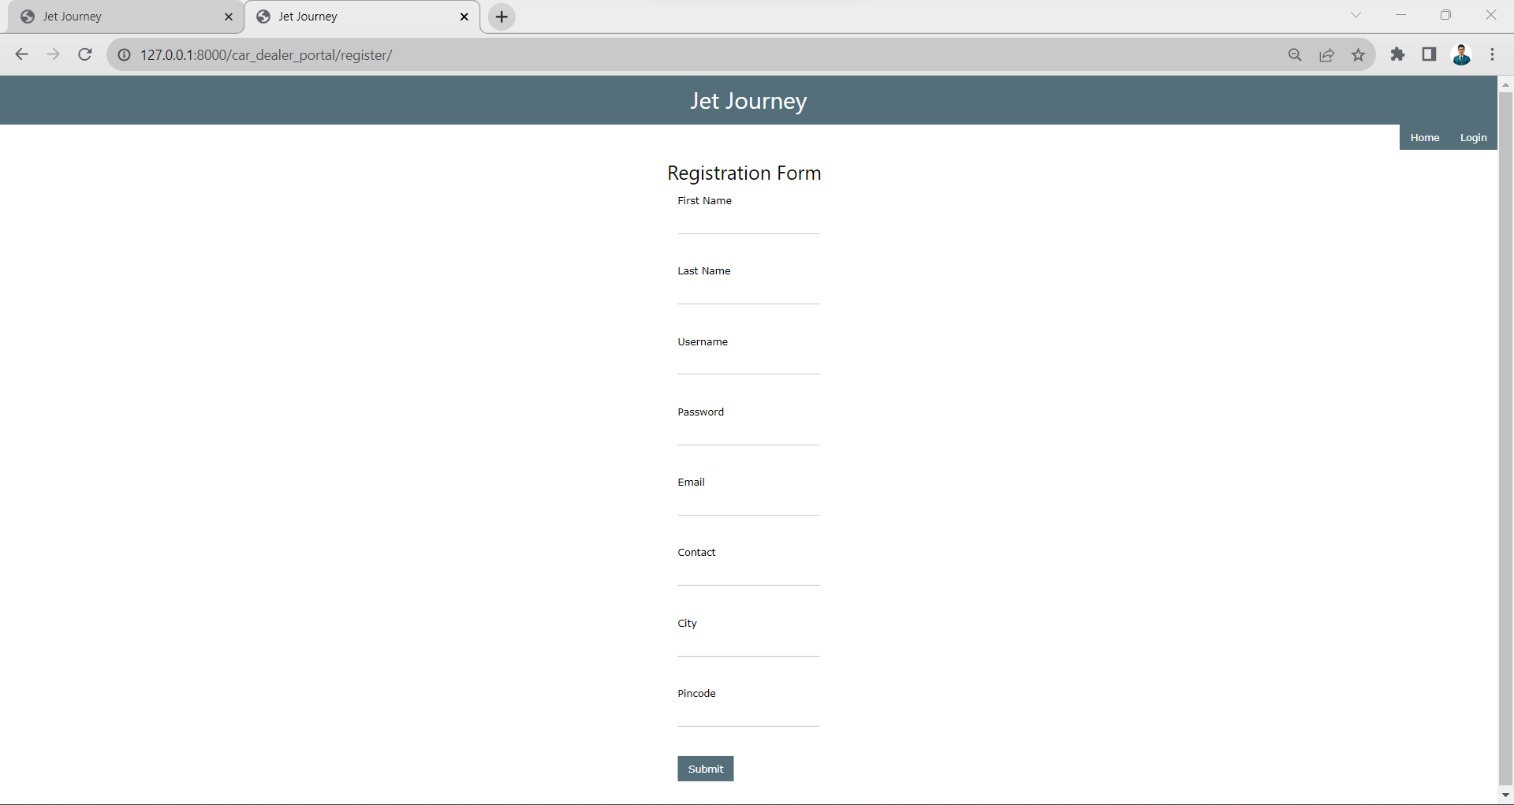 Jet Journey
Jet Journey
127.0.0.1:8000/car_dealer_portal/register/
Jet Journey
Home Login
Registration Form
First Name
Last Name
Username
Password
Email
Contact
City
Pincode
Submit